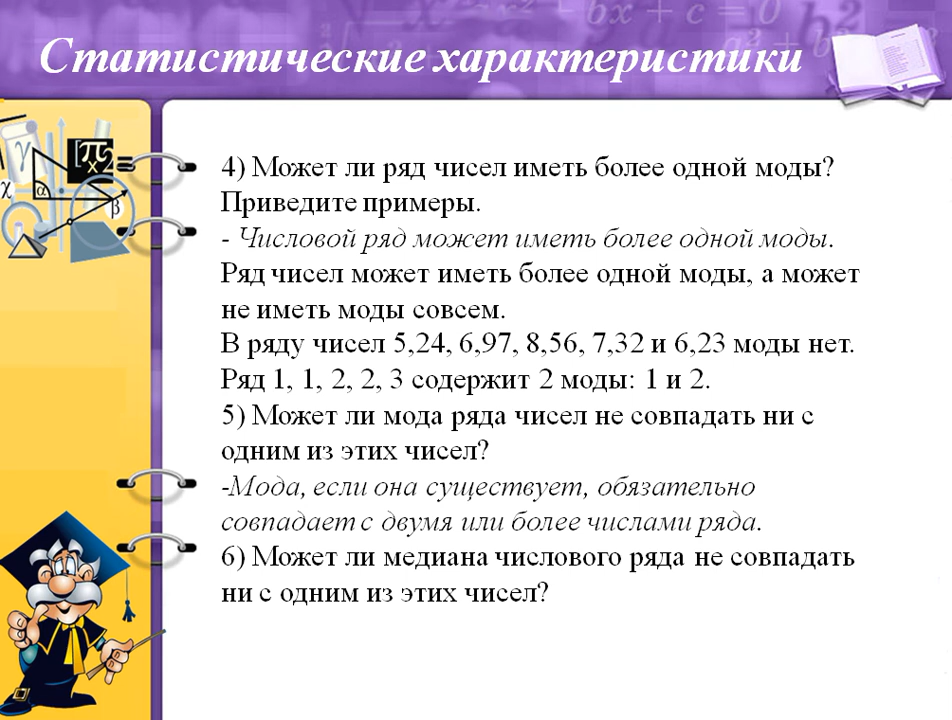 Статистические характеристики
4) Может ли ряд чисел иметь более одной моды?
Приведите примеры.
- Числовой ряд может иметь более одной моды.
Ряд чисел может иметь более одной моды, а может
не иметь моды совсем.
В ряду чисел 5,24, 6,97, 8,56, 7,32 и 6,23 моды нет.
Ряд 1, 1, 2, 2, 3 содержит 2 моды: 1 и 2.
5) Может ли мода ряда чисел не совпадать ни с
одним из этих чисел?
-Мода, если она существует, обязательно
совпадает с двумя или более числами ряда.
6) Может ли медиана числового ряда не совпадать
ни с одним из этих чисел?